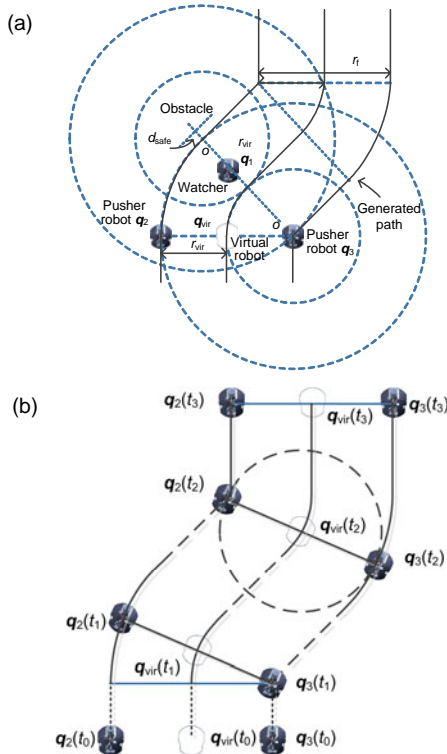 (a)
r_f
Obstacle
d_safe
o
r_vir
q_1
Watcher
Pusher
robot q_2
q_vir
o
Generated
path
r_vir
Virtual
robot
Pusher
robot q_3
(b)
q_2(t_3)
q_3(t_3)
q_vir(t_3)
q_2(t_2)
q_vir(t_2)
q_3(t_2)
q_2(t_1)
q_vir(t_1)
q_3(t_1)
q_2(t_0)
q_vir(t_0)
q_3(t_0)